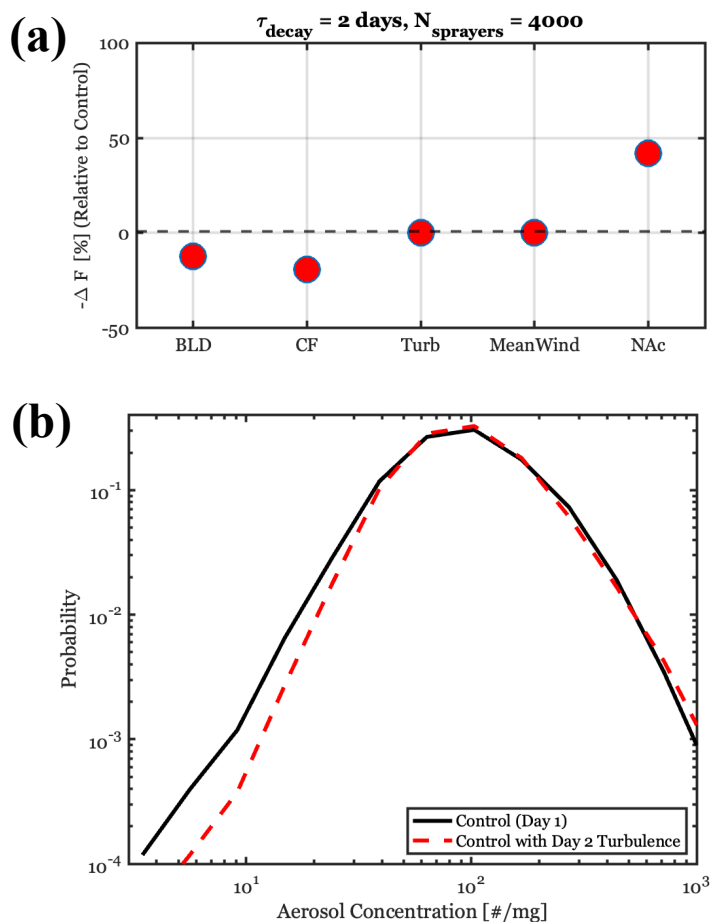 (a)
τdecay = 2 days, Nsprayers = 4000
-Δ F [%] (Relative to Control)
100
50
0
-50
BLD CF Turb MeanWind NAc
(b)
Probability
10-1
10-2
10-3
10-4
Control (Day 1)
Control with Day 2 Turbulence
101 102 103
Aerosol Concentration [#/mg]